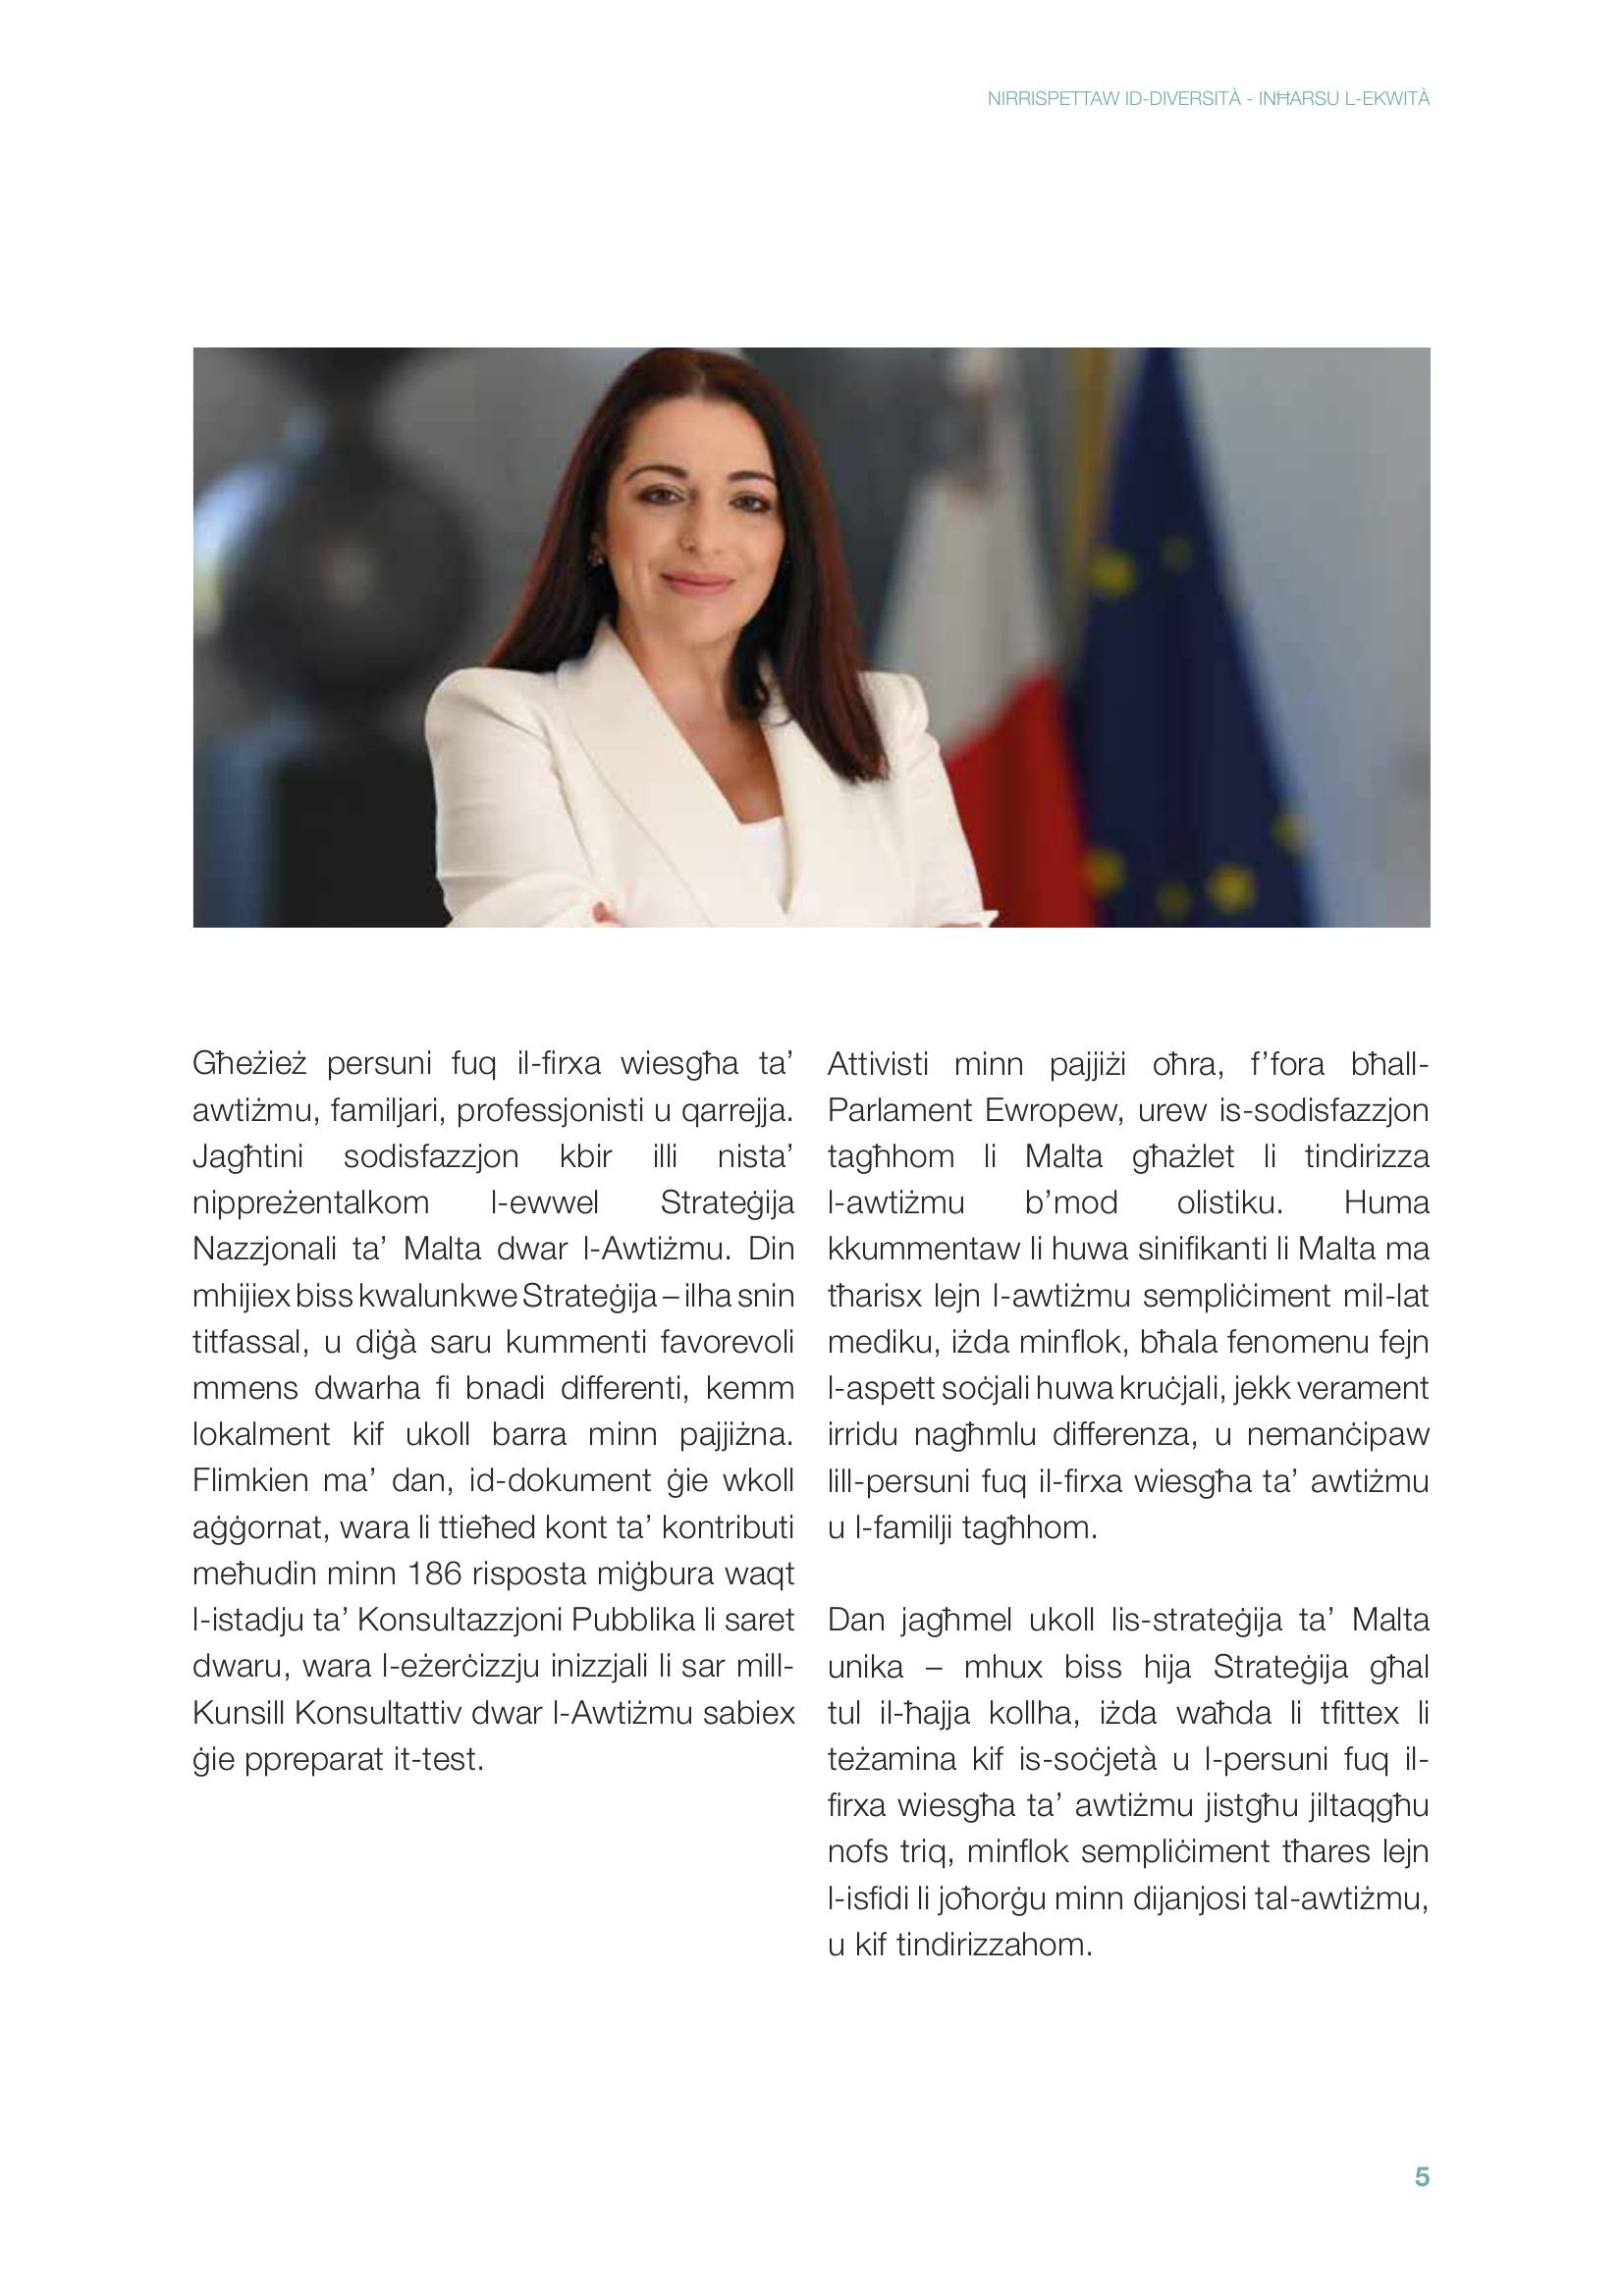 NIRRISPETTAW ID-DIVERSITÀ - INĦARSU L-EKWITÀ
Għeżież persuni fuq il-firxa wiesgħa ta’
awtiżmu, familjari, professjonisti u qarrejja.
Jagħtini sodisfazzjon kbir illi nista’
nippreżentalkom l-ewwel Strateġija
Nazzjonali ta’ Malta dwar l-Awtiżmu. Din
mhijiex biss kwalunkwe Strateġija – ilha snin
titfassal, u diġà saru kummenti favorevoli
mmens dwarha fi bnadi differenti, kemm
lokalment kif ukoll barra minn pajjiżna.
Flimkien ma’ dan, id-dokument ġie wkoll
aġġornat, wara li ttieħed kont ta’ kontributi
meħudin minn 186 risposta miġbura waqt
l-istadju ta’ Konsultazzjoni Pubblika li saret
dwaru, wara l-eżerċizzju inizzjali li sar mill-
Kunsill Konsultattiv dwar l-Awtiżmu sabiex
ġie ppreparat it-test.
Attivisti minn pajjiżi oħra, f’fora bħall-
Parlament Ewropew, urew is-sodisfazzjon
tagħhom li Malta għażlet li tindirizza
l-awtiżmu b’mod olistiku. Huma
kkummentaw li huwa sinifikanti li Malta ma
tħarisx lejn l-awtiżmu sempliċiment mil-lat
mediku, iżda minflok, bħala fenomenu fejn
l-aspett soċjali huwa kruċjali, jekk verament
irridu nagħmlu differenza, u nemanċipaw
lill-persuni fuq il-firxa wiesgħa ta’ awtiżmu
u l-familji tagħhom.
Dan jagħmel ukoll lis-strateġija ta’ Malta
unika – mhux biss hija Strateġija għal
tul il-ħajja kollha, iżda waħda li tfittex li
teżamina kif is-soċjetà u l-persuni fuq il-
firxa wiesgħa ta’ awtiżmu jistgħu jiltaqgħu
nofs triq, minflok sempliċiment tħares lejn
l-isfidi li joħorġu minn dijanjosi tal-awtiżmu,
u kif tindirizzahom.
5